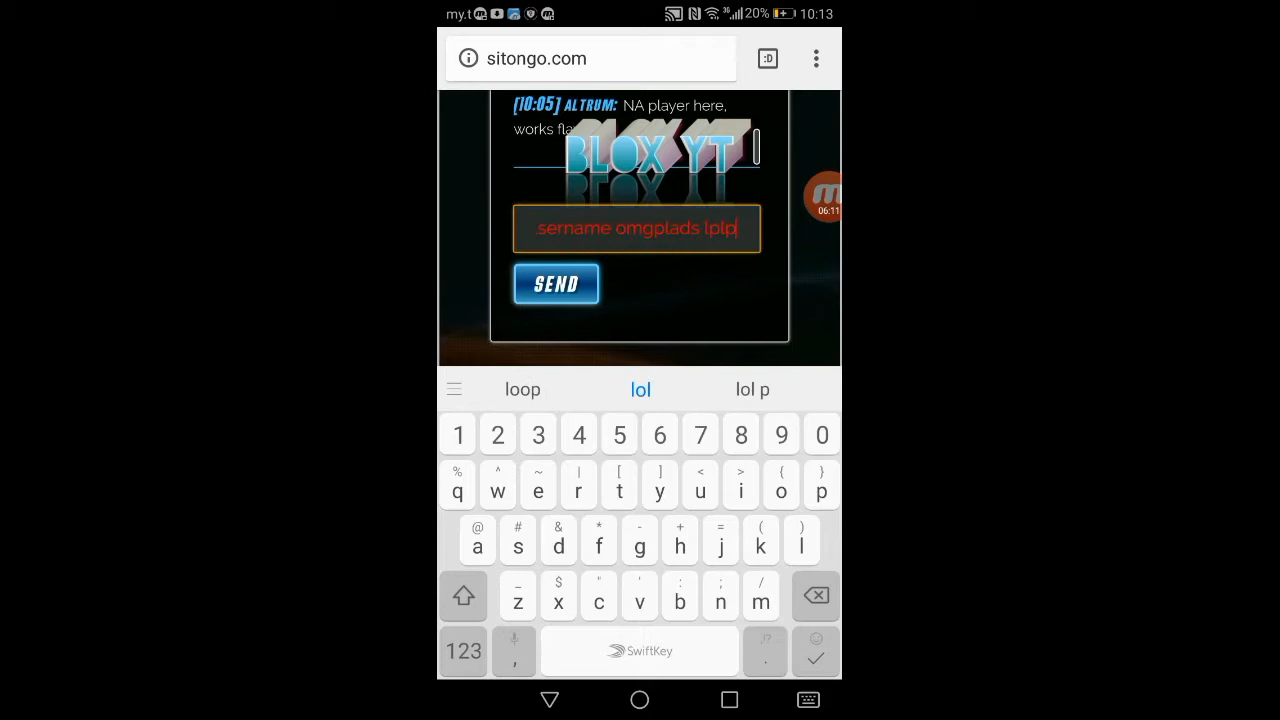 my.t 3G 20% 10:13
sitongo.com :D
[10:05] ALTRUM: NA player here,
works fla
BLOX YT
06:11
sername omgplads lplp
SEND
loop lol lol p
1 2 3 4 5 6 7 8 9 0
% ^ ~ | [ ] < > { }
q w e r t y u i o p
@ # & * - + = ( )
a s d f g h j k l
_ $ " ' : ; /
z x c v b n m
123 , SwiftKey ,!? .